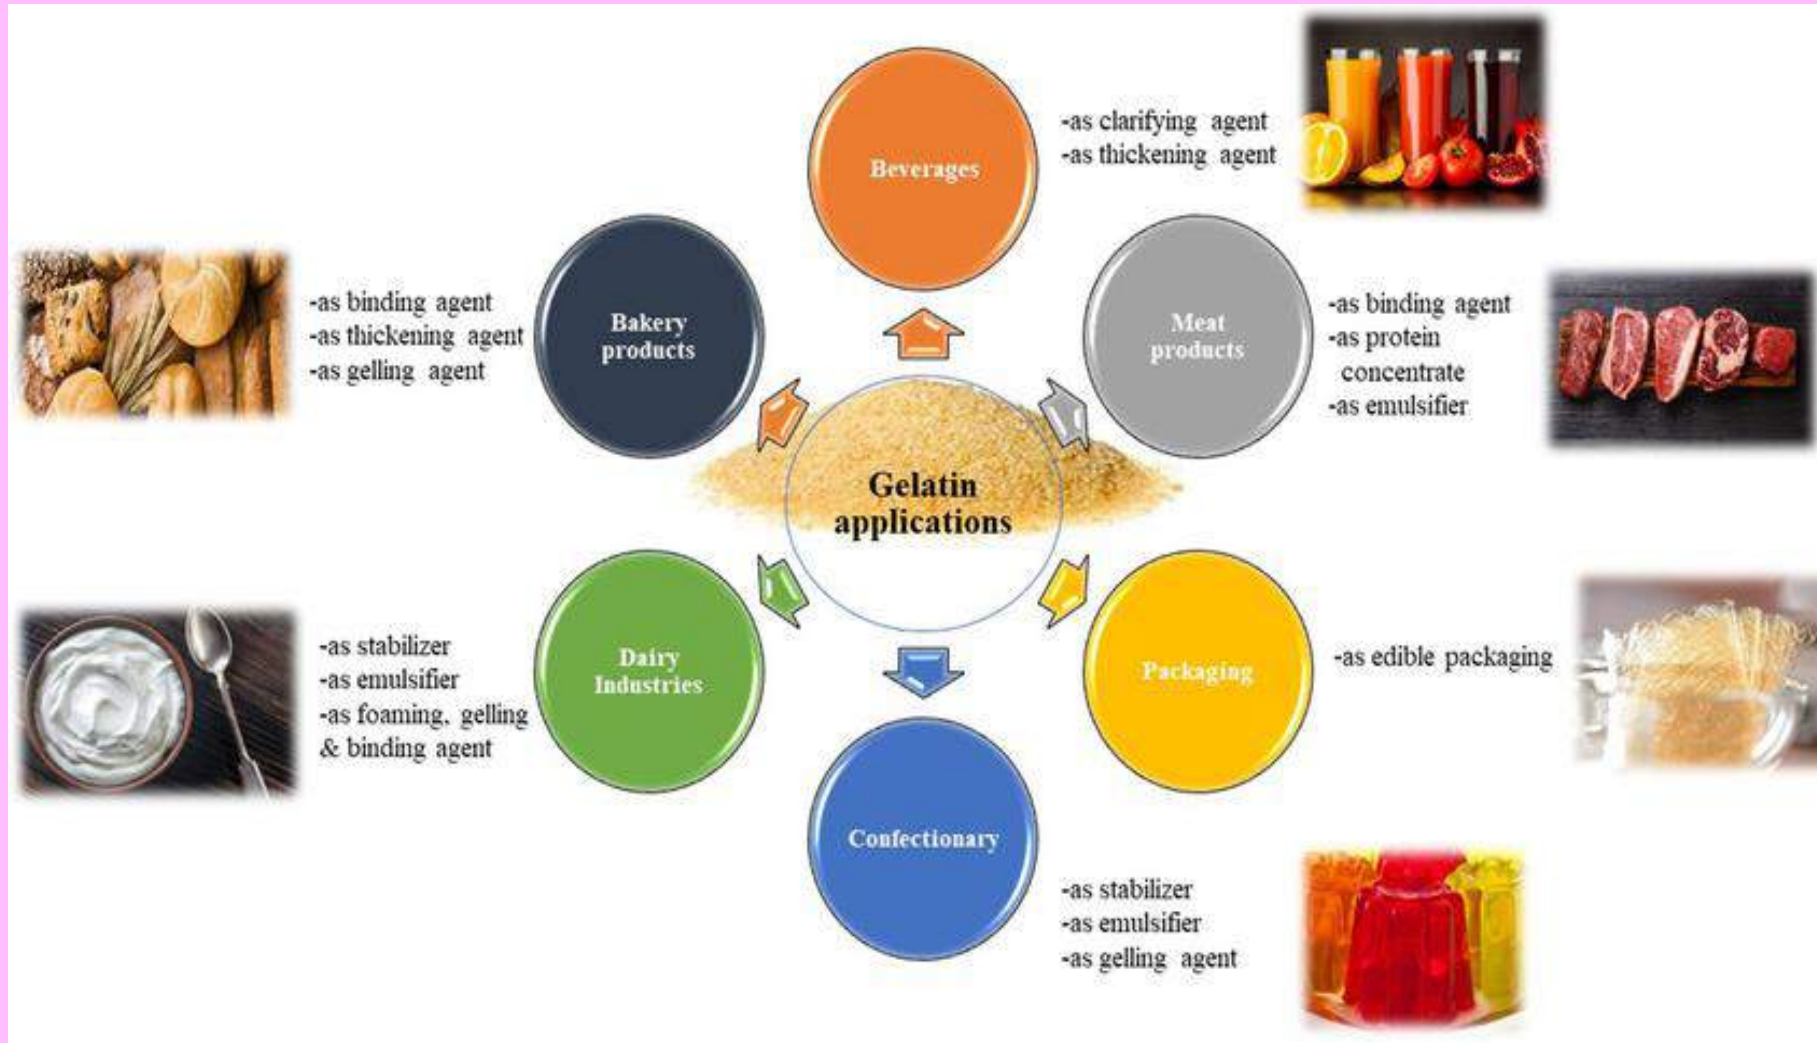 Beverages
-as clarifying agent
-as thickening agent
Bakery
products
-as binding agent
-as thickening agent
-as gelling agent
Meat
products
-as binding agent
-as protein
concentrate
-as emulsifier
Gelatin
applications
Dairy
Industries
-as stabilizer
-as emulsifier
-as foaming, gelling
& binding agent
Packaging
-as edible packaging
Confectionary
-as stabilizer
-as emulsifier
-as gelling agent